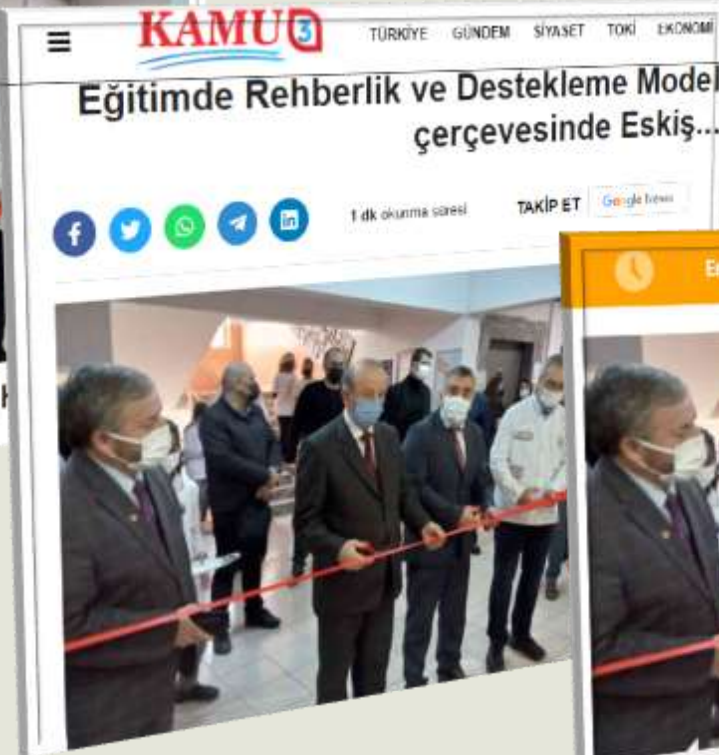 KAMU3
TÜRKİYE GÜNDEM SİYASET TOKİ EKONOMİ
Eğitimde Rehberlik ve Destekleme Model
çerçevesinde Eskiş...
1 dk okunma süresi TAKİP ET Google News